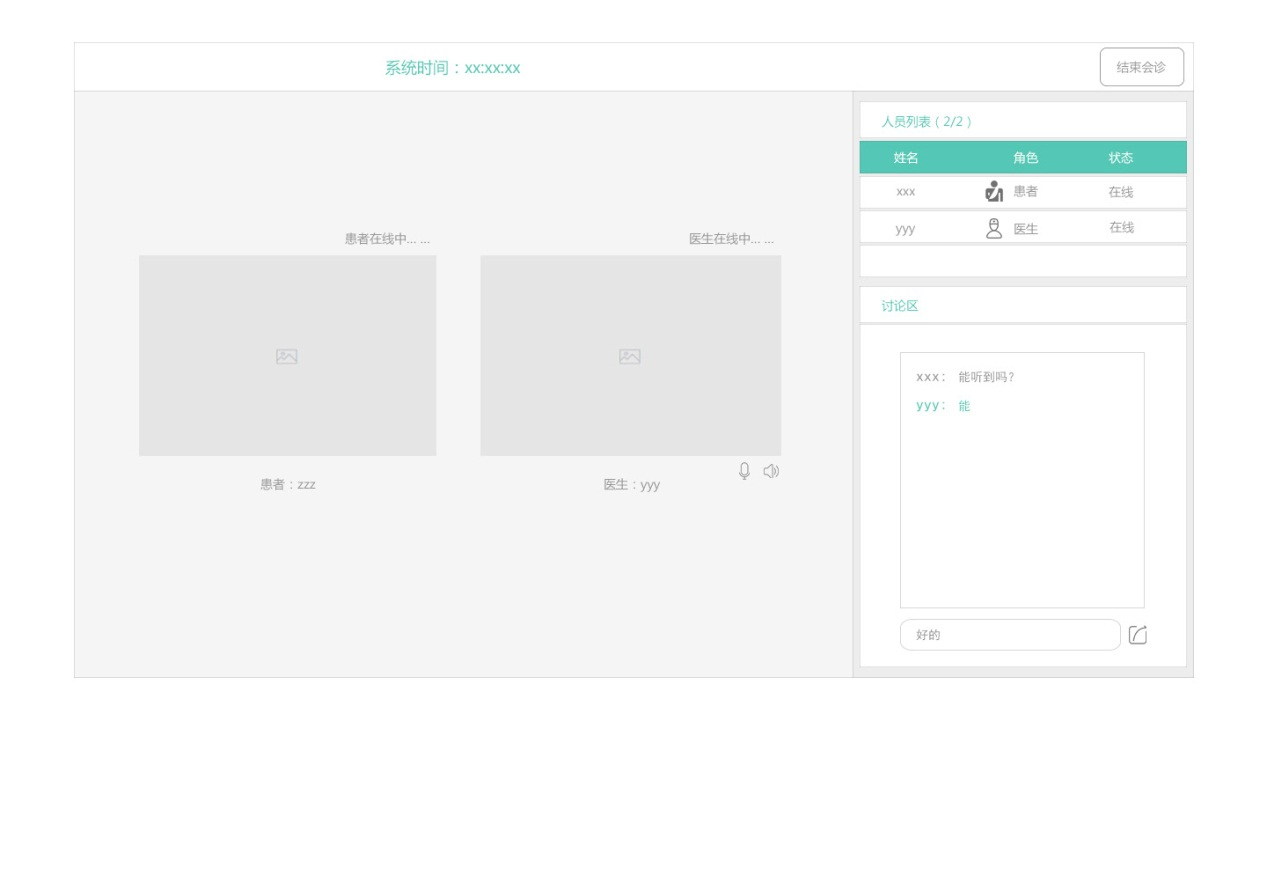 系统时间：xx:xx:xx
结束会诊
人员列表（2/2）
姓名 角色 状态
xxx 患者 在线
yyy 医生 在线
患者在线中... ...
医生在线中... ...
患者：zzz
医生：yyy
讨论区
xxx： 能听到吗？
yyy： 能
好的